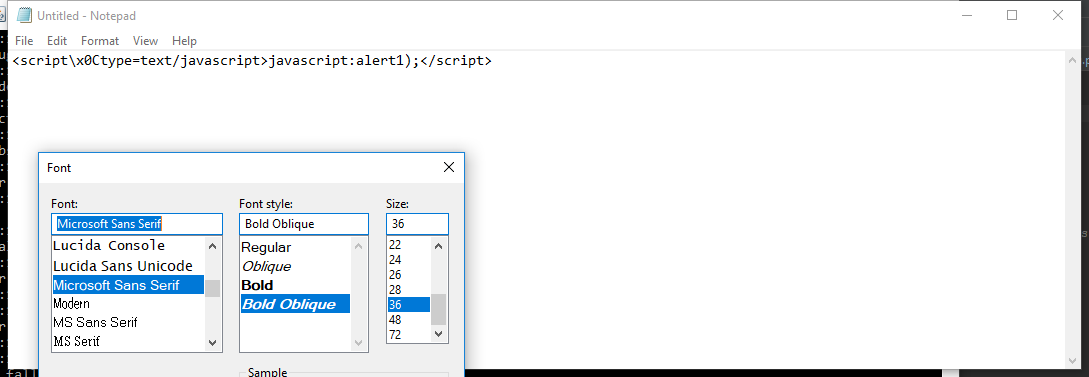 Untitled - Notepad
File Edit Format View Help
<script\x0Ctype=text/javascript>javascript:alert1);</script>
Font
Font: Font style: Size:
Microsoft Sans Serif Bold Oblique 36
Lucida Console Regular 22
Lucida Sans Unicode Oblique 24
Microsoft Sans Serif Bold 26
Modern Bold Oblique 28
MS Sans Serif 36
MS Serif 48
72
Sample